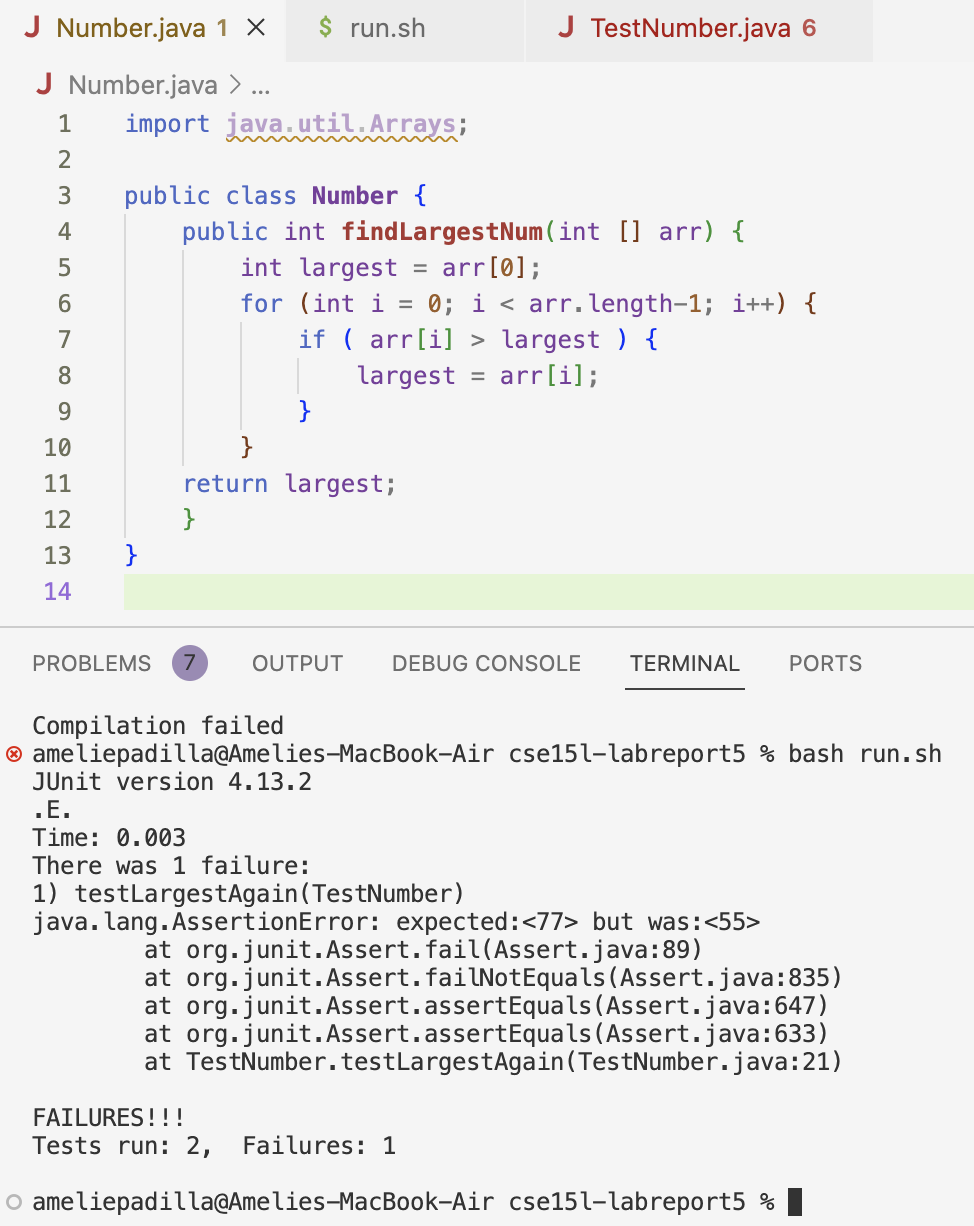 Number.java 1 × $ run.sh J TestNumber.java 6
J Number.java > ...
1 import java.util.Arrays;
2
3 public class Number {
4     public int findLargestNum(int [] arr) {
5         int largest = arr[0];
6         for (int i = 0; i < arr.length-1; i++) {
7             if ( arr[i] > largest ) {
8                 largest = arr[i];
9             }
10         }
11     return largest;
12     }
13 }
14
PROBLEMS 7 OUTPUT DEBUG CONSOLE TERMINAL PORTS
Compilation failed
ameliepadilla@Amelies-MacBook-Air cse15l-labreport5 % bash run.sh
JUnit version 4.13.2
.E.
Time: 0.003
There was 1 failure:
1) testLargestAgain(TestNumber)
java.lang.AssertionError: expected:<77> but was:<55>
        at org.junit.Assert.fail(Assert.java:89)
        at org.junit.Assert.failNotEquals(Assert.java:835)
        at org.junit.Assert.assertEquals(Assert.java:647)
        at org.junit.Assert.assertEquals(Assert.java:633)
        at TestNumber.testLargestAgain(TestNumber.java:21)
FAILURES!!!
Tests run: 2,  Failures: 1
ameliepadilla@Amelies-MacBook-Air cse15l-labreport5 %